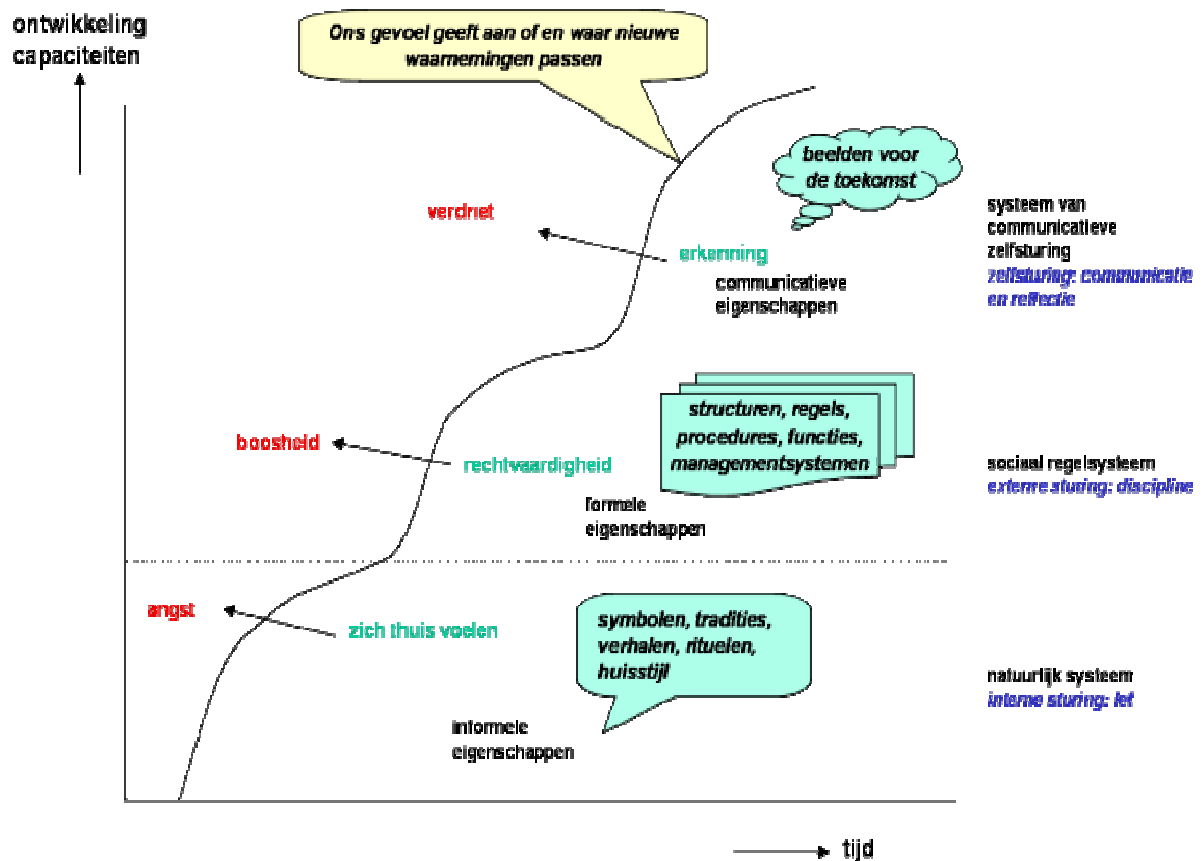 ontwikkeling
capaciteiten
Ons gevoel geeft aan of en waar nieuwe
waarnemingen passen
beelden voor
de toekomst
verdriet
erkenning
communicatieve
eigenschappen
systeem van
communicatieve
zelfsturing
zelfsturing: communicatie
en reflectie
structuren, regels,
procedures, functies,
managementsystemen
boosheid
rechtvaardigheid
formele
eigenschappen
sociaal regelsysteem
externe sturing: discipline
angst
zich thuis voelen
symbolen, tradities,
verhalen, rituelen,
huisstijl
informele
eigenschappen
natuurlijk systeem
interne sturing: lef
tijd